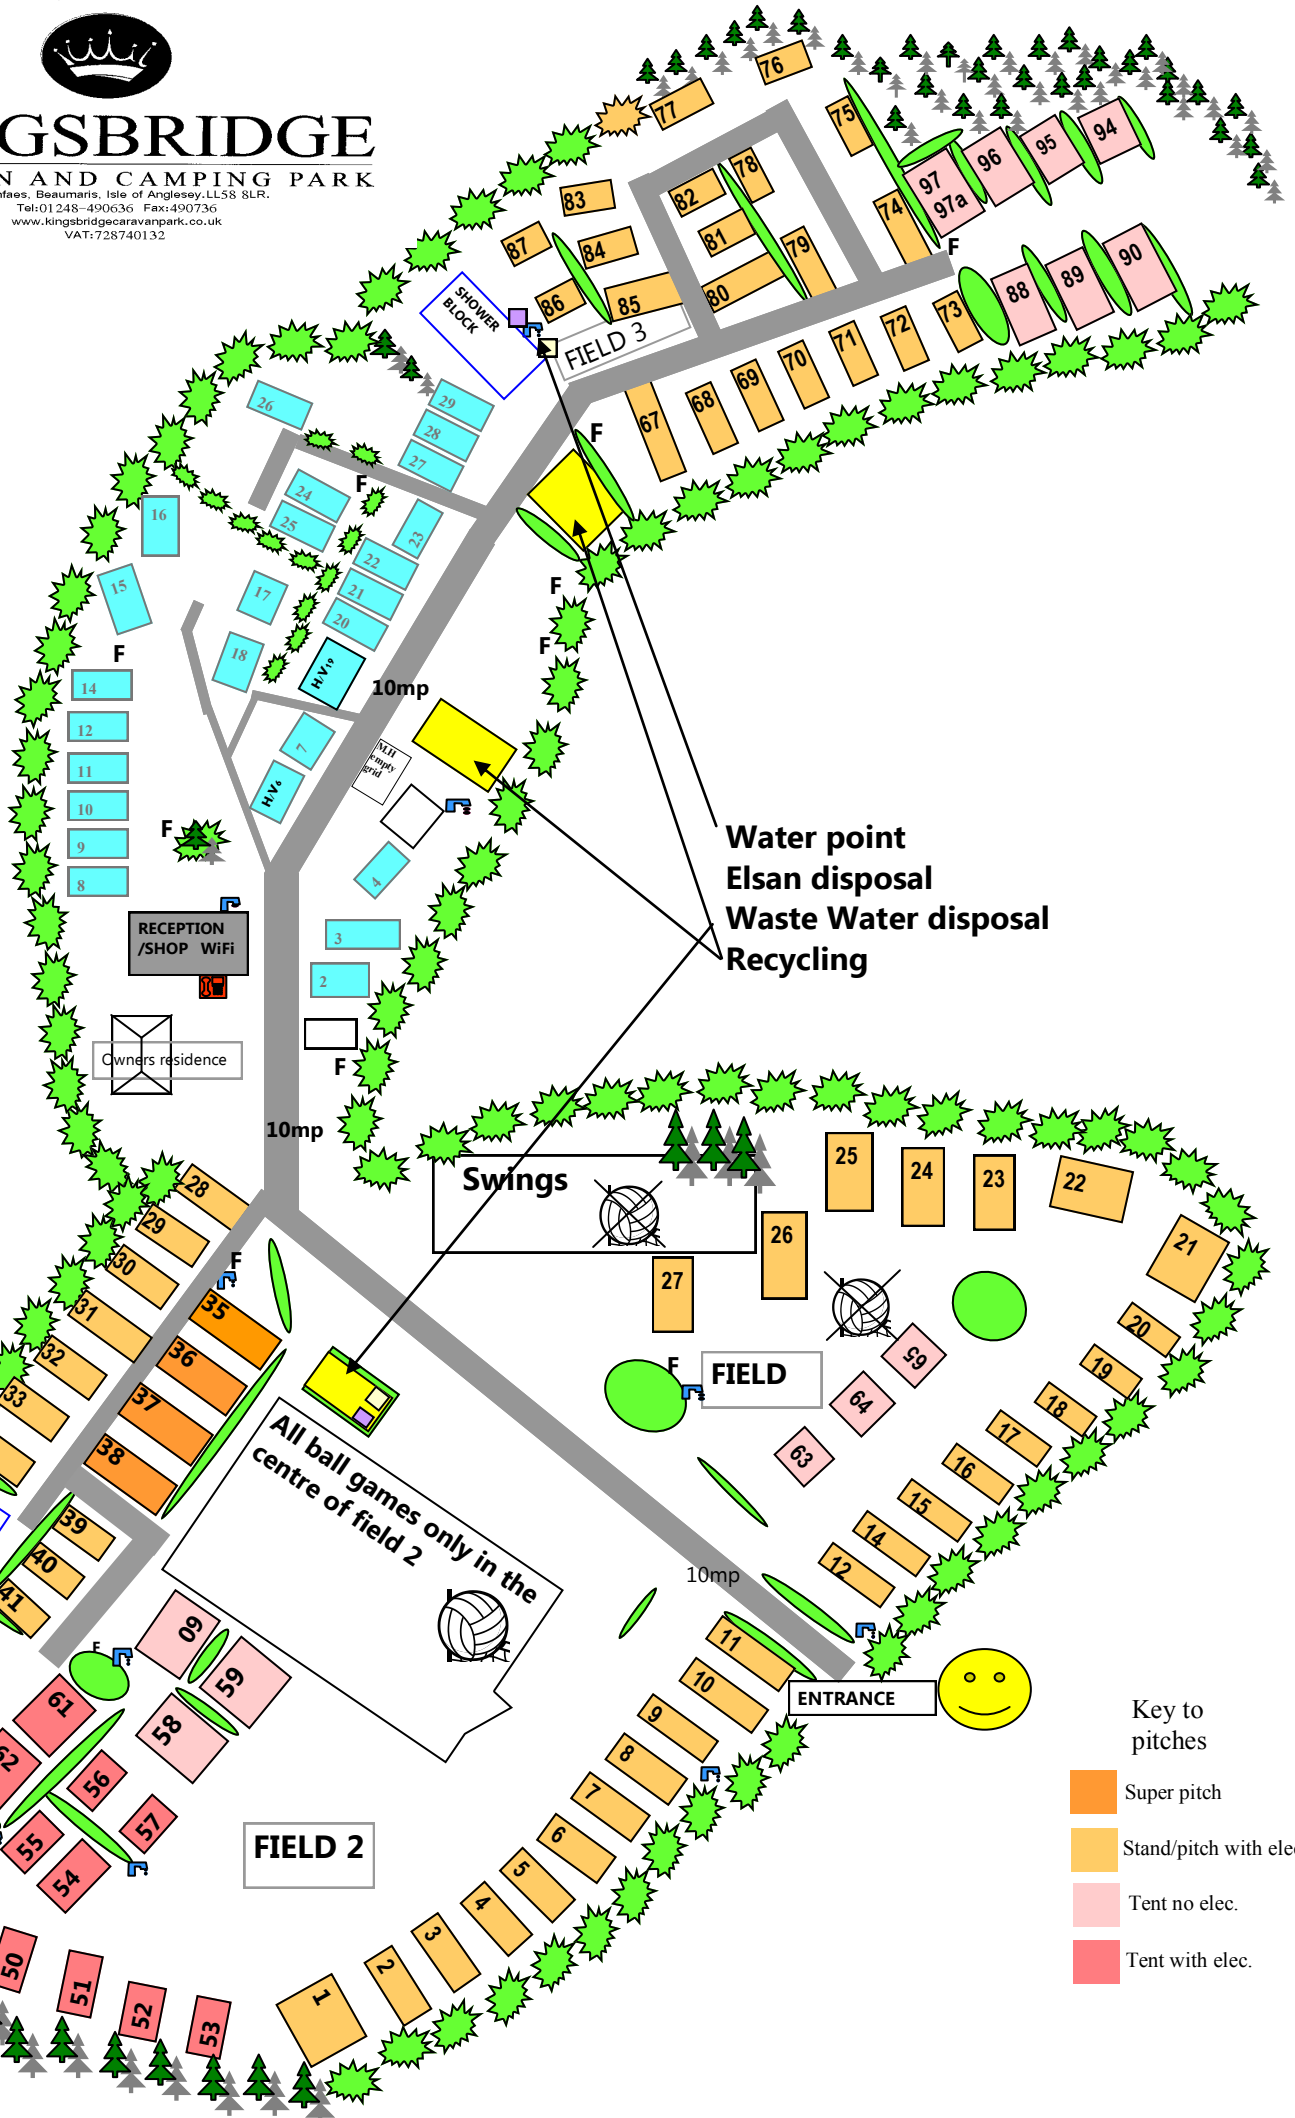 GSBRIDGE
N AND CAMPING PARK
nfaes, Beaumaris, Isle of Anglesey.LL58 8LR.
Tel:01248-490636 Fax:490736
www.kingsbridgecaravanpark.co.uk
VAT:728740132
76
77
75
94
95
96
97
97a
78
82
83
81
74
79
84
87
80
85
86
F
90
89
88
SHOWER
BLOCK
FIELD 3
73
72
71
70
69
68
67
F
26
29
28
27
24
25
F
23
16
22
21
20
15
17
18
H/V19
F
F
F
14
12
11
10
9
8
10mp
7
H/V6
M.H
empty
grid
F
4
3
2
RECEPTION
/SHOP WiFi
Owners residence
F
10mp
Water point
Elsan disposal
Waste Water disposal
Recycling
Swings
25
24
23
22
21
26
27
20
19
18
17
16
15
14
12
65
64
63
F
FIELD
28
29
30
31
32
33
F
35
36
37
38
39
40
41
All ball games only in the
centre of field 2
10mp
ENTRANCE
11
10
9
8
7
6
5
4
3
2
1
60
59
58
F
61
62
56
57
55
54
FIELD 2
50
51
52
53
Key to
pitches
Super pitch
Stand/pitch with elec
Tent no elec.
Tent with elec.